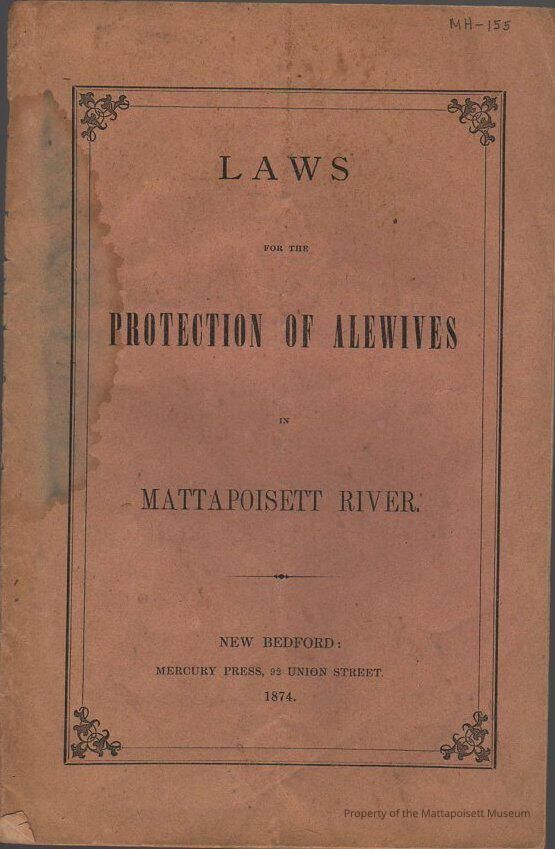 MH-155
LAWS
FOR THE
PROTECTION OF ALEWIVES
IN
MATTAPOISETT RIVER.
NEW BEDFORD:
MERCURY PRESS, 92 UNION STREET.
1874.
Property of the Mattapoisett Museum